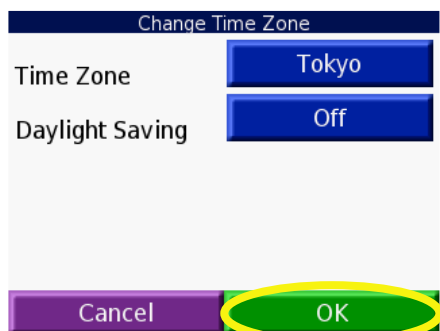 Change Time Zone
Time Zone
Tokyo
Daylight Saving
Off
Cancel
OK